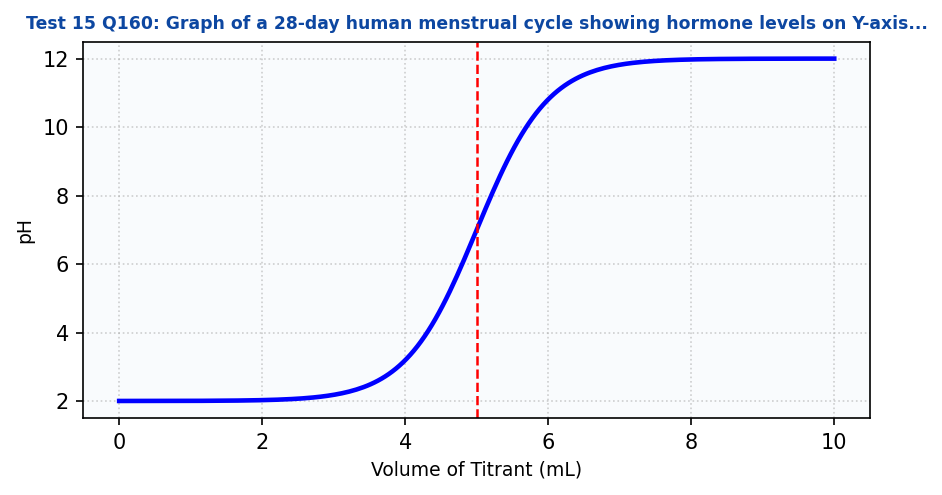 Test 15 Q160: Graph of a 28-day human menstrual cycle showing hormone levels on Y-axis...
12
10
8
6
4
2
pH
0 2 4 6 8 10
Volume of Titrant (mL)